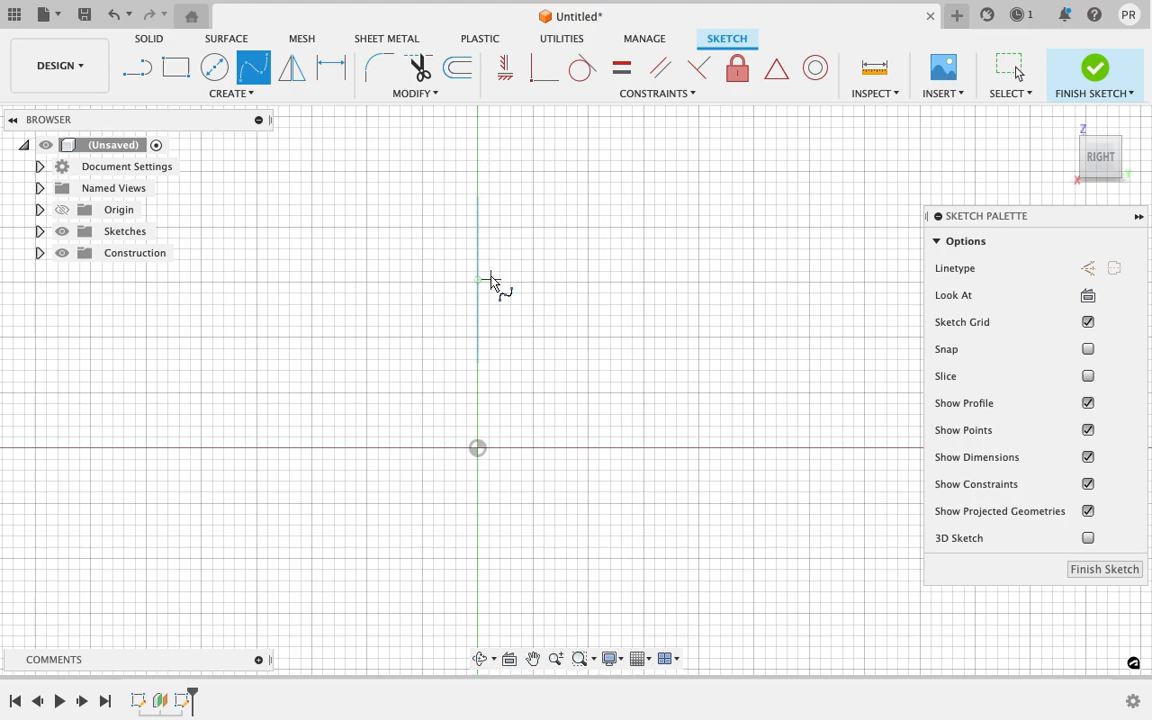 Untitled*
1
PR
DESIGN
SOLID
SURFACE
MESH
SHEET METAL
PLASTIC
UTILITIES
MANAGE
SKETCH
CREATE
MODIFY
CONSTRAINTS
INSPECT
INSERT
SELECT
FINISH SKETCH
BROWSER
(Unsaved)
Document Settings
Named Views
Origin
Sketches
Construction
Z
RIGHT
X
Y
SKETCH PALETTE
Options
Linetype
Look At
Sketch Grid
Snap
Slice
Show Profile
Show Points
Show Dimensions
Show Constraints
Show Projected Geometries
3D Sketch
Finish Sketch
COMMENTS